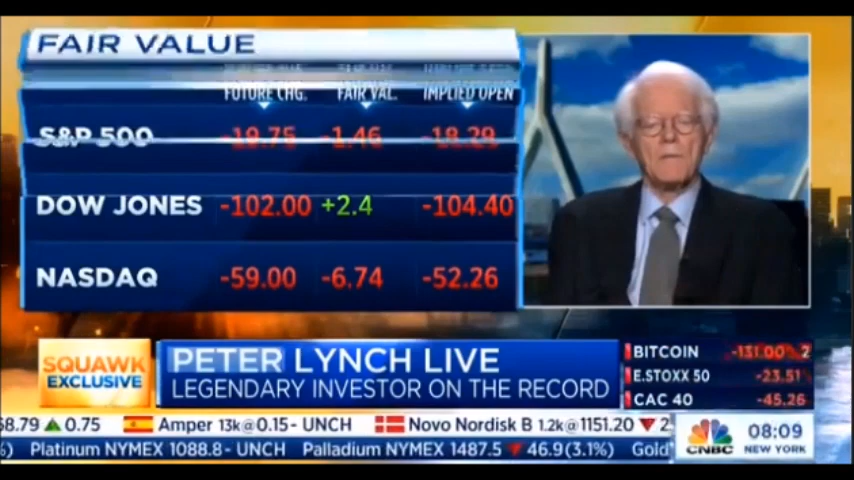 FAIR VALUE
FUTURE CHG. FAIR VAL. IMPLIED OPEN
S&P 500 -19.75 -1.46 -18.29
DOW JONES -102.00 +2.4 -104.40
NASDAQ -59.00 -6.74 -52.26
SQUAWK
EXCLUSIVE
PETER LYNCH LIVE
LEGENDARY INVESTOR ON THE RECORD
BITCOIN -131.00 2
E.STOXX 50 -23.51
CAC 40 -45.26
8.79 ▲ 0.75 Amper 13k@0.15- UNCH Novo Nordisk B 1.2k@1151.20 ▼ 2
%) Platinum NYMEX 1088.8- UNCH Palladium NYMEX 1487.5 ▼ 46.9(3.1%) Gold
CNBC
08:09
NEW YORK